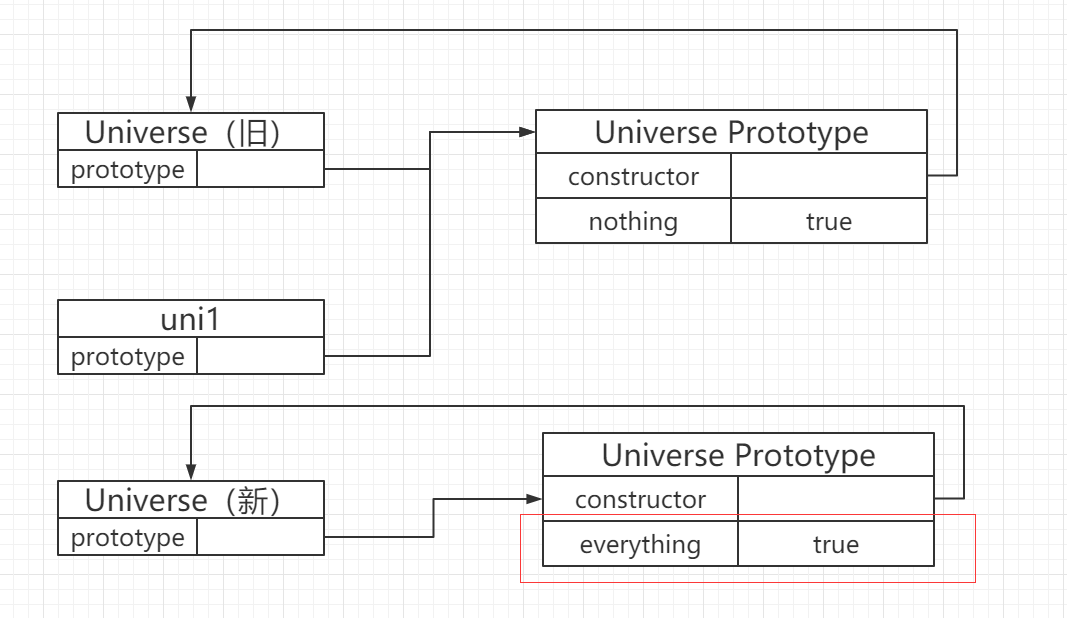 Universe（旧）
prototype
Universe Prototype
constructor
nothing true
uni1
prototype
Universe（新）
prototype
Universe Prototype
constructor
everything true